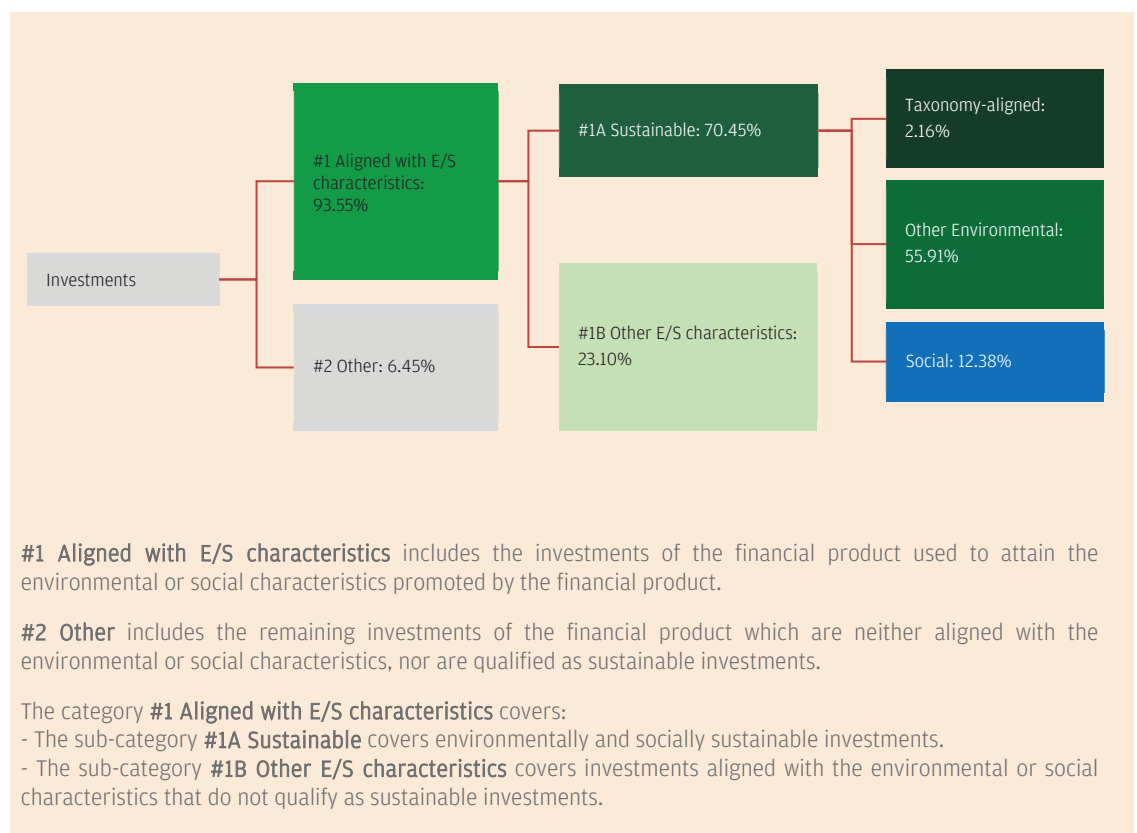 Investments
#1 Aligned with E/S
characteristics:
93.55%
#2 Other: 6.45%
#1A Sustainable: 70.45%
#1B Other E/S characteristics:
23.10%
Taxonomy-aligned:
2.16%
Other Environmental:
55.91%
Social: 12.38%
#1 Aligned with E/S characteristics includes the investments of the financial product used to attain the
environmental or social characteristics promoted by the financial product.
#2 Other includes the remaining investments of the financial product which are neither aligned with the
environmental or social characteristics, nor are qualified as sustainable investments.
The category #1 Aligned with E/S characteristics covers:
- The sub-category #1A Sustainable covers environmentally and socially sustainable investments.
- The sub-category #1B Other E/S characteristics covers investments aligned with the environmental or social
characteristics that do not qualify as sustainable investments.